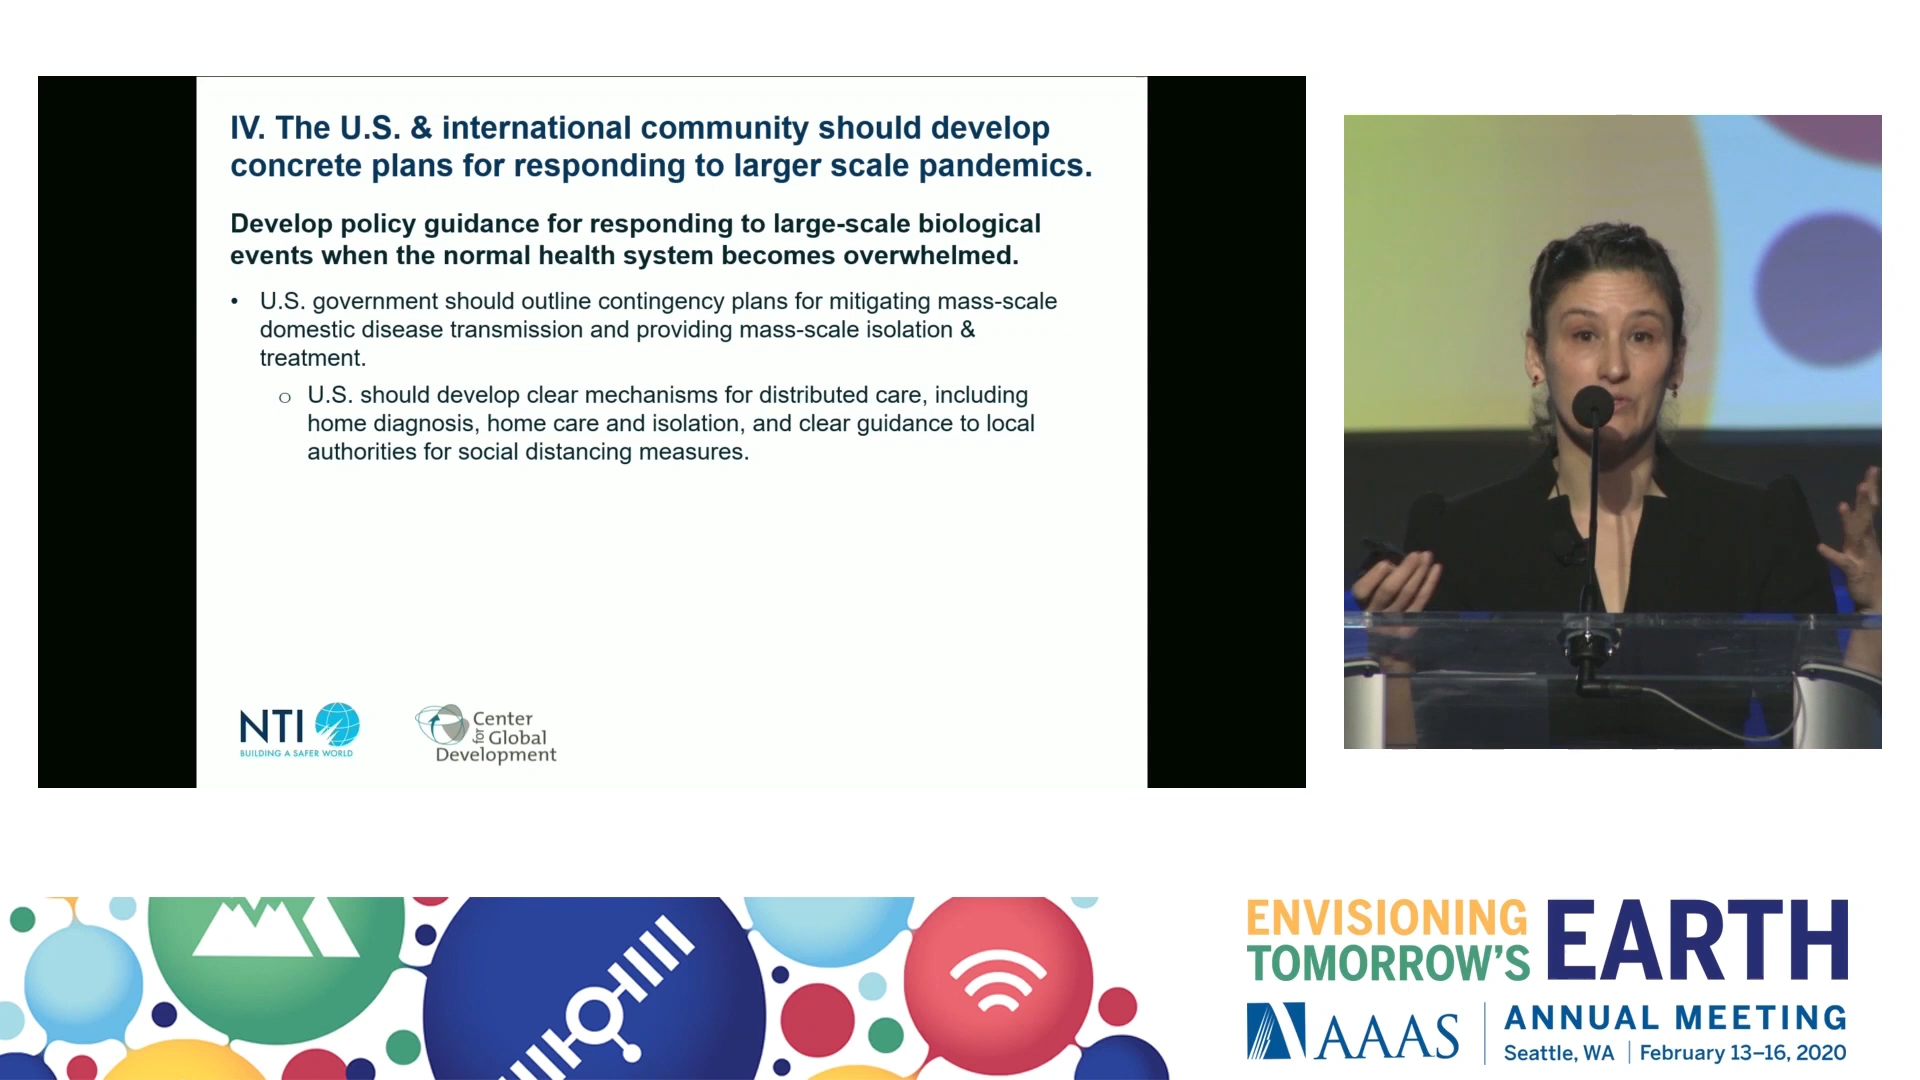 IV. The U.S. & international community should develop
concrete plans for responding to larger scale pandemics.
Develop policy guidance for responding to large-scale biological
events when the normal health system becomes overwhelmed.
• U.S. government should outline contingency plans for mitigating mass-scale
domestic disease transmission and providing mass-scale isolation &
treatment.
o U.S. should develop clear mechanisms for distributed care, including
home diagnosis, home care and isolation, and clear guidance to local
authorities for social distancing measures.
NTI
BUILDING A SAFER WORLD
Center
for Global
Development
ENVISIONING
TOMORROW'S
EARTH
AAAS
ANNUAL MEETING
Seattle, WA | February 13–16, 2020